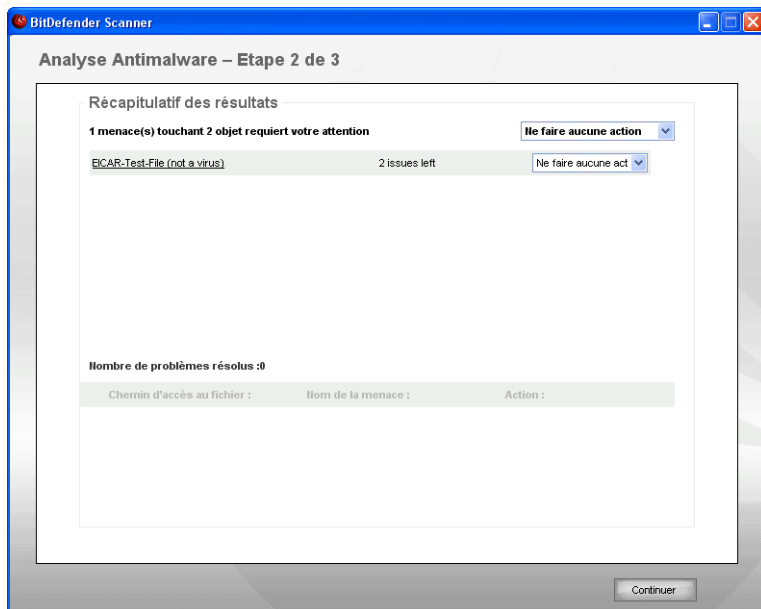 BitDefender Scanner
Analyse Antimalware – Etape 2 de 3
Récapitulatif des résultats
1 menace(s) touchant 2 objet requiert votre attention
Ne faire aucune action
EICAR-Test-File (not a virus)
2 issues left
Ne faire aucune act
Nombre de problèmes résolus :0
Chemin d'accès au fichier :
Nom de la menace :
Action :
Continuer